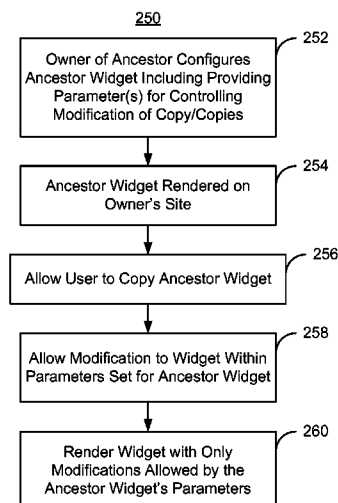 250
252
Owner of Ancestor Configures
Ancestor Widget Including Providing
Parameter(s) for Controlling
Modification of Copy/Copies
254
Ancestor Widget Rendered on
Owner's Site
256
Allow User to Copy Ancestor Widget
258
Allow Modification to Widget Within
Parameters Set for Ancestor Widget
260
Render Widget with Only
Modifications Allowed by the
Ancestor Widget's Parameters